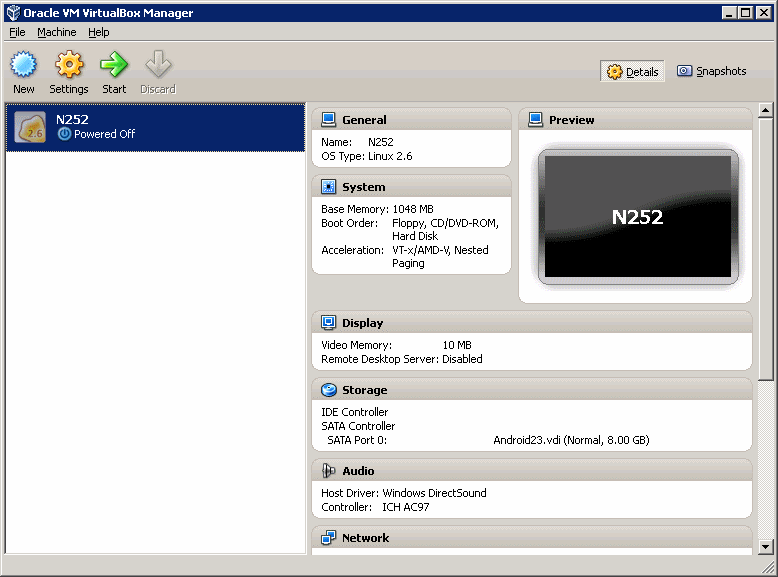 Oracle VM VirtualBox Manager
File Machine Help
New Settings Start Discard
Details Snapshots
N252
Powered Off
2.6
General
Name: N252
OS Type: Linux 2.6
System
Base Memory: 1048 MB
Boot Order: Floppy, CD/DVD-ROM,
Hard Disk
Acceleration: VT-x/AMD-V, Nested
Paging
Preview
N252
Display
Video Memory: 10 MB
Remote Desktop Server: Disabled
Storage
IDE Controller
SATA Controller
SATA Port 0: Android23.vdi (Normal, 8.00 GB)
Audio
Host Driver: Windows DirectSound
Controller: ICH AC97
Network